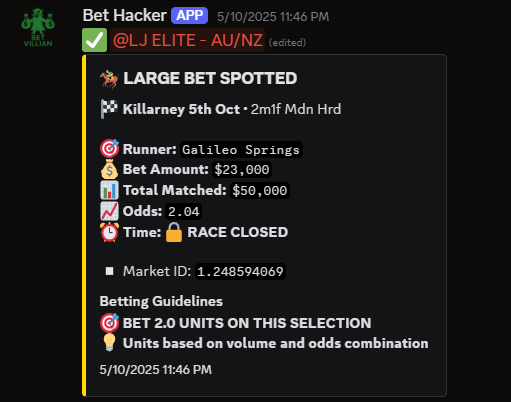 BET
VILLIAN
Bet Hacker APP 5/10/2025 11:46 PM
@LJ ELITE - AU/NZ (edited)
LARGE BET SPOTTED
Killarney 5th Oct • 2m1f Mdn Hrd
Runner: Galileo Springs
Bet Amount: $23,000
Total Matched: $50,000
Odds: 2.04
Time: RACE CLOSED
Market ID: 1.248594069
Betting Guidelines
BET 2.0 UNITS ON THIS SELECTION
Units based on volume and odds combination
5/10/2025 11:46 PM